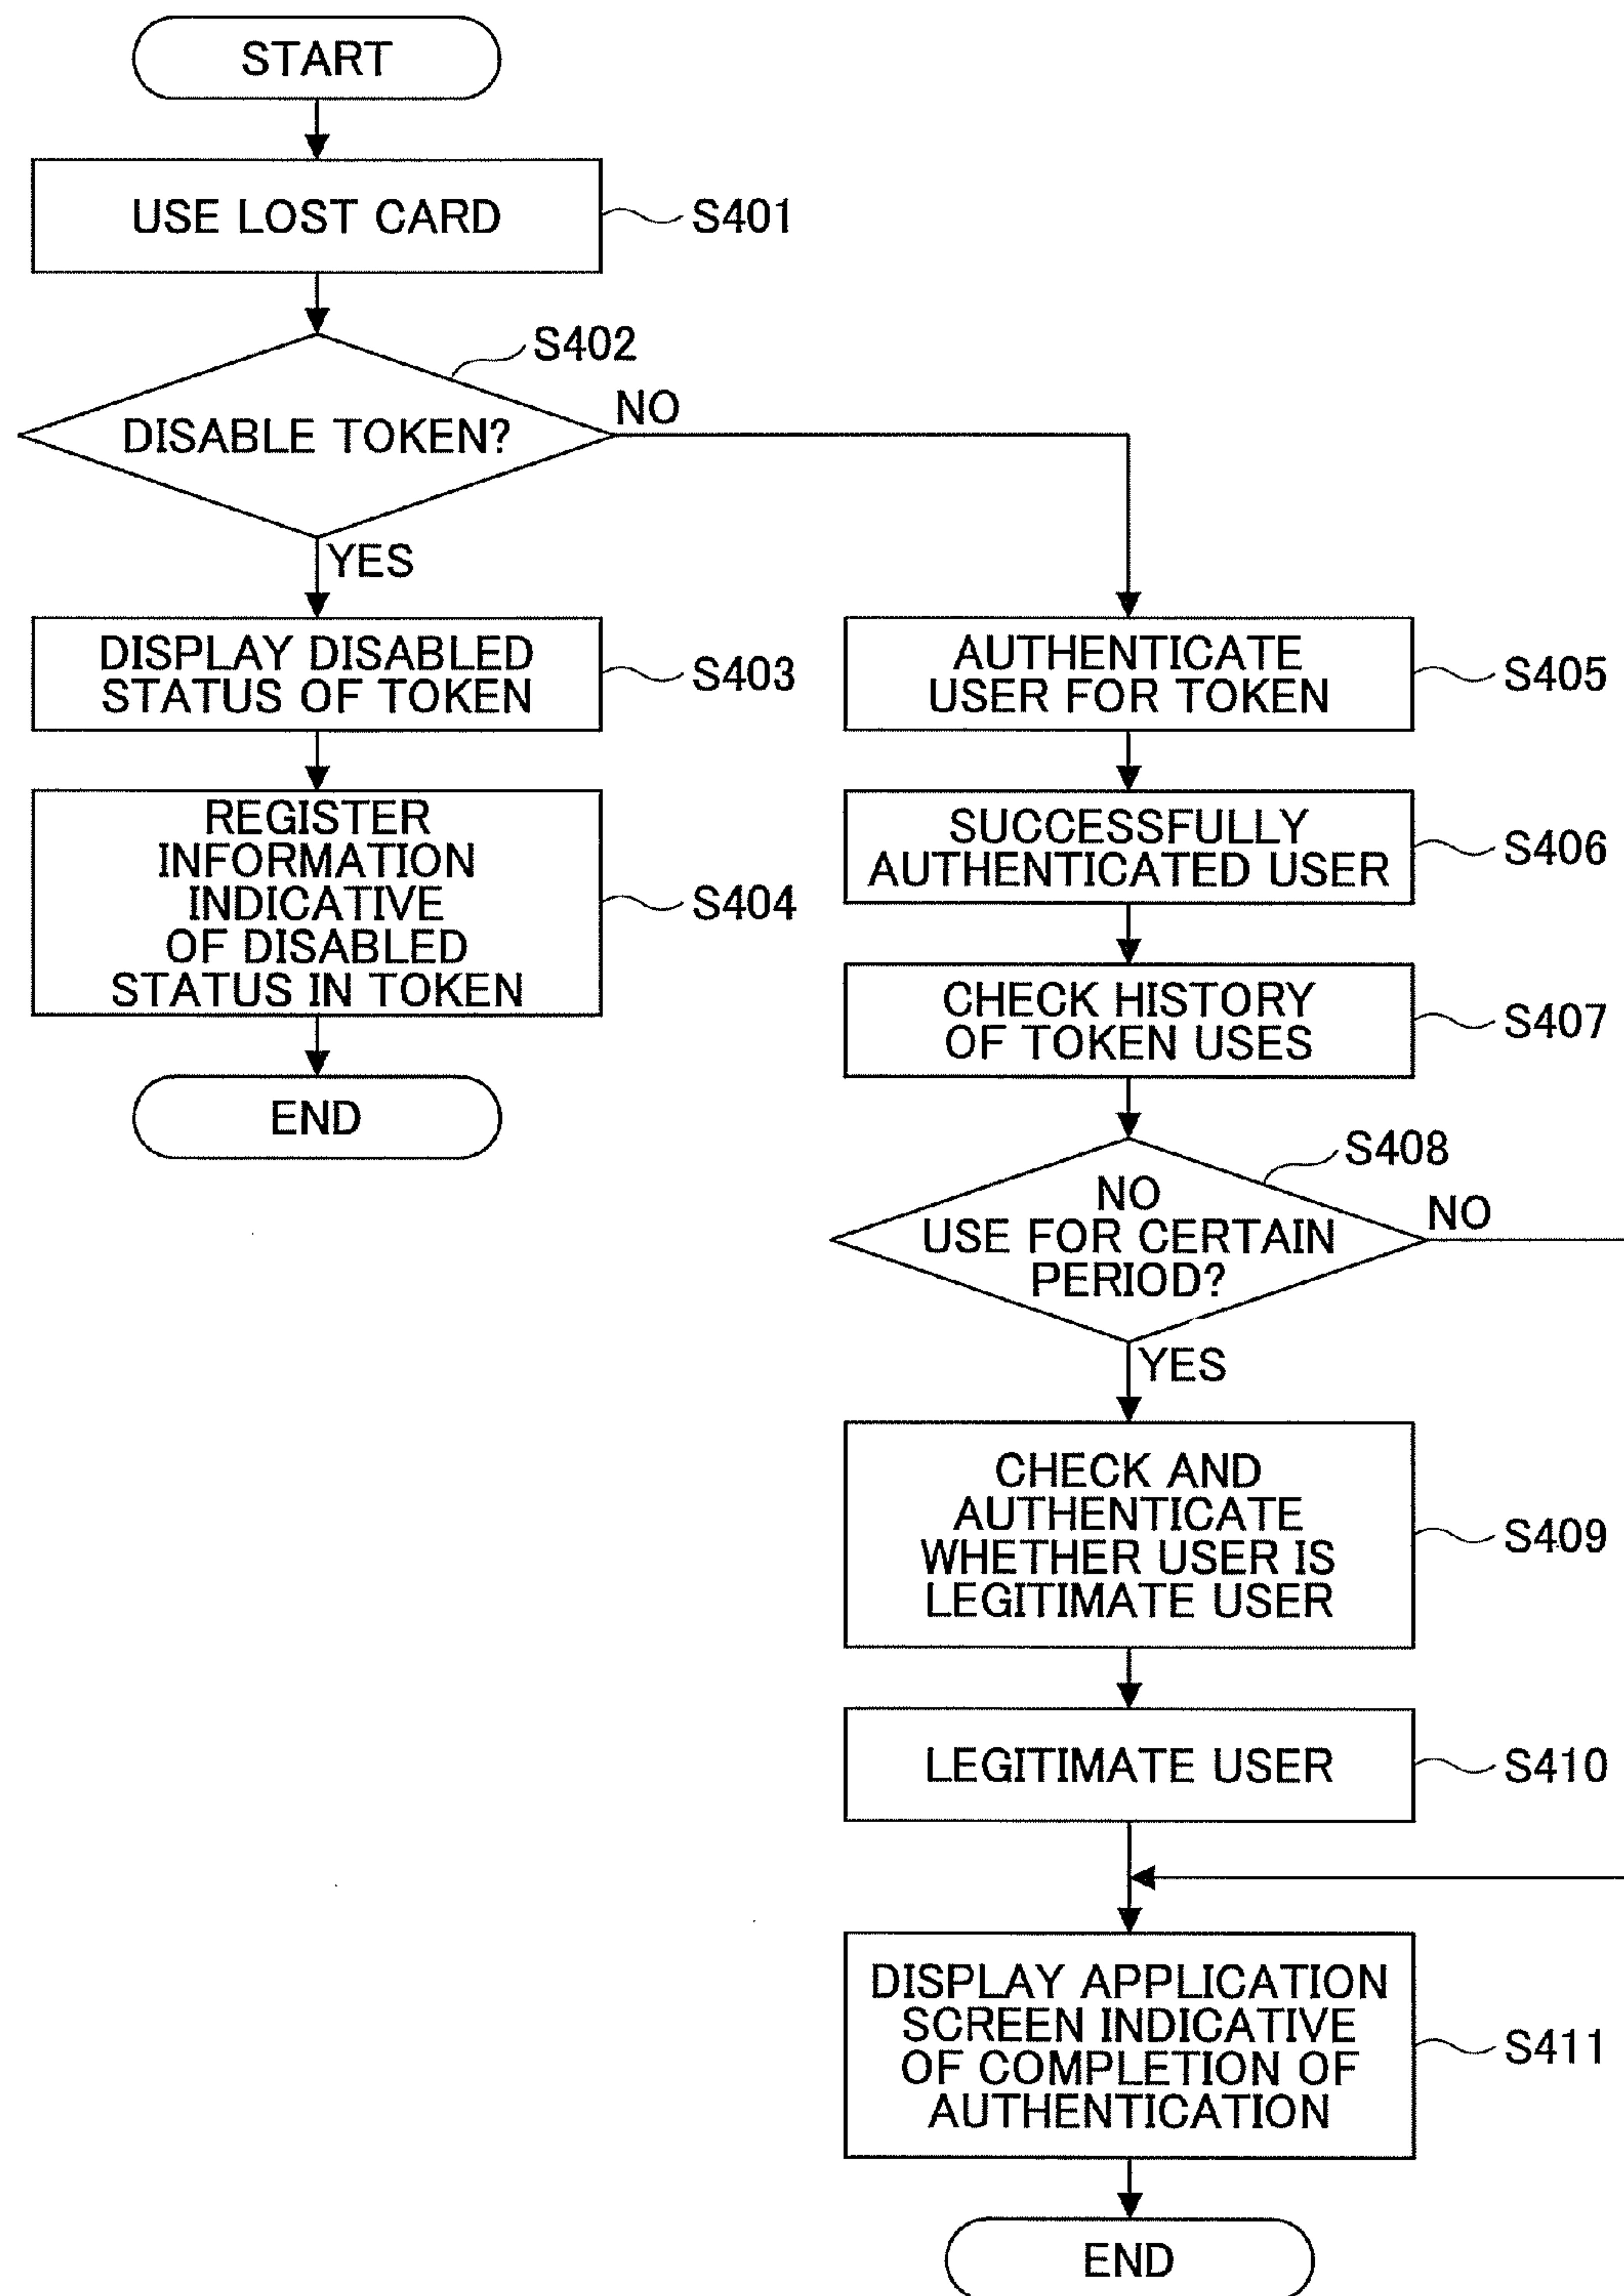 START
USE LOST CARD
S401
S402
DISABLE TOKEN?
NO
YES
DISPLAY DISABLED
STATUS OF TOKEN
S403
REGISTER
INFORMATION
INDICATIVE
OF DISABLED
STATUS IN TOKEN
S404
END
AUTHENTICATE
USER FOR TOKEN
S405
SUCCESSFULLY
AUTHENTICATED USER
S406
CHECK HISTORY
OF TOKEN USES
S407
S408
NO
USE FOR CERTAIN
PERIOD?
NO
YES
CHECK AND
AUTHENTICATE
WHETHER USER IS
LEGITIMATE USER
S409
LEGITIMATE USER
S410
DISPLAY APPLICATION
SCREEN INDICATIVE
OF COMPLETION OF
AUTHENTICATION
S411
END